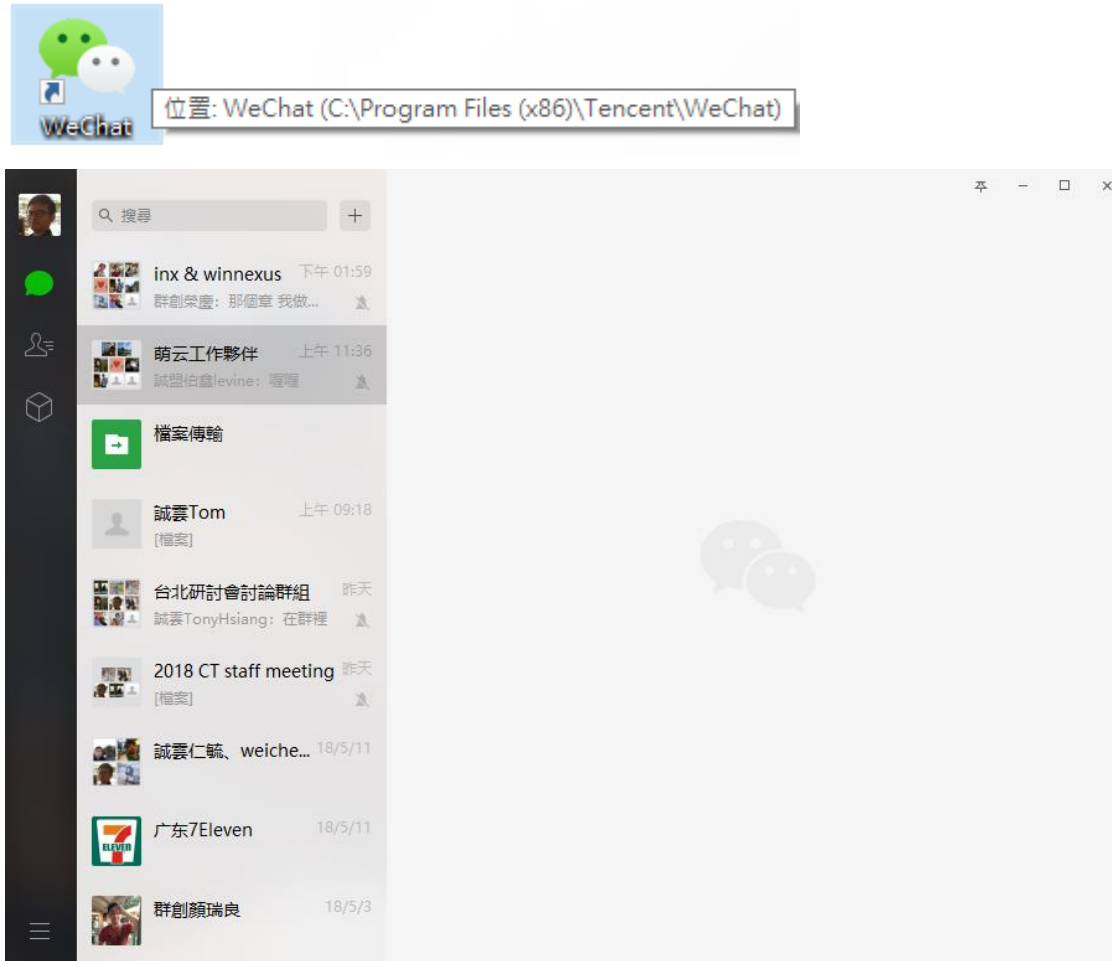 WeChat
位置: WeChat (C:\Program Files (x86)\Tencent\WeChat)
搜尋
inx & winnexus 下午 01:59
群創榮慶: 那個章 我做...
萌云工作夥伴 上午 11:36
誠盟伯鑫levine: 喔喔
檔案傳輸
誠雲Tom 上午 09:18
[檔案]
台北研討會討論群組 昨天
誠雲TonyHsiang: 在群裡
2018 CT staff meeting 昨天
[檔案]
誠雲仁毓、weiche... 18/5/11
广东7Eleven 18/5/11
ELEVEN
群創顏瑞良 18/5/3